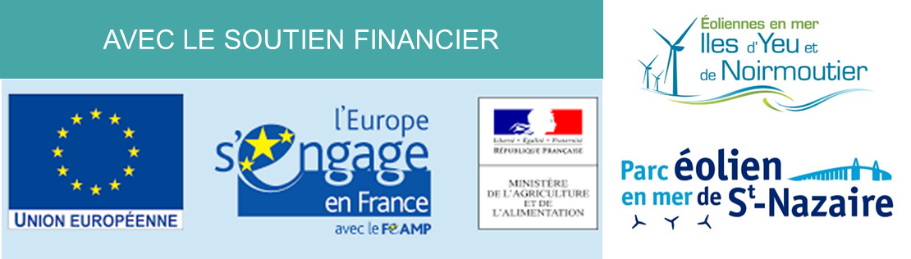 AVEC LE SOUTIEN FINANCIER
UNION EUROPÉENNE
l'Europe
s'engage
en France
avec le FEAMP
Liberté • Égalité • Fraternité
RÉPUBLIQUE FRANÇAISE
MINISTÈRE
DE L'AGRICULTURE
ET DE
L'ALIMENTATION
Éoliennes en mer
Iles d'Yeu et
de Noirmoutier
Parc éolien
en mer de St-Nazaire